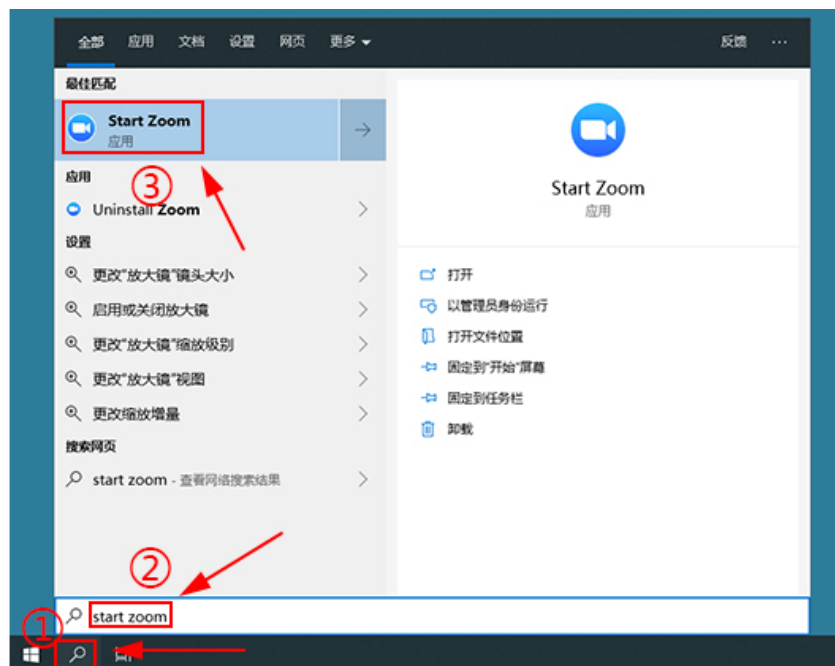 全部 应用 文档 设置 网页 更多 反馈 ...
最佳匹配
Start Zoom
应用
③
应用
Uninstall Zoom
设置
更改"放大镜"镜头大小
启用或关闭放大镜
更改"放大镜"缩放级别
更改"放大镜"视图
更改缩放增量
搜索网页
start zoom - 查看网络搜索结果
Start Zoom
应用
打开
以管理员身份运行
打开文件位置
固定到"开始"屏幕
固定到任务栏
卸载
②
start zoom
①